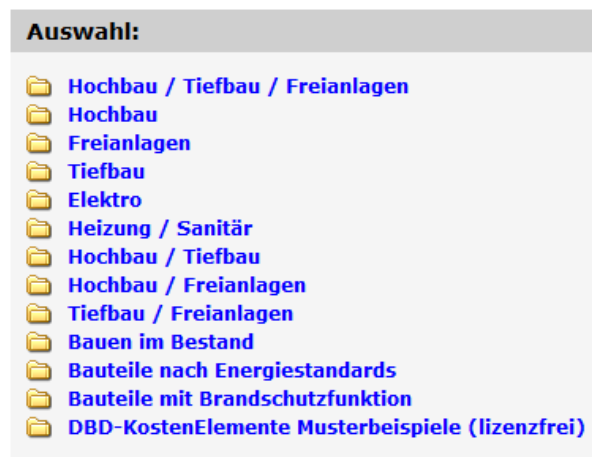 Auswahl:
Hochbau / Tiefbau / Freianlagen
Hochbau
Freianlagen
Tiefbau
Elektro
Heizung / Sanitär
Hochbau / Tiefbau
Hochbau / Freianlagen
Tiefbau / Freianlagen
Bauen im Bestand
Bauteile nach Energiestandards
Bauteile mit Brandschutzfunktion
DBD-KostenElemente Musterbeispiele (lizenzfrei)